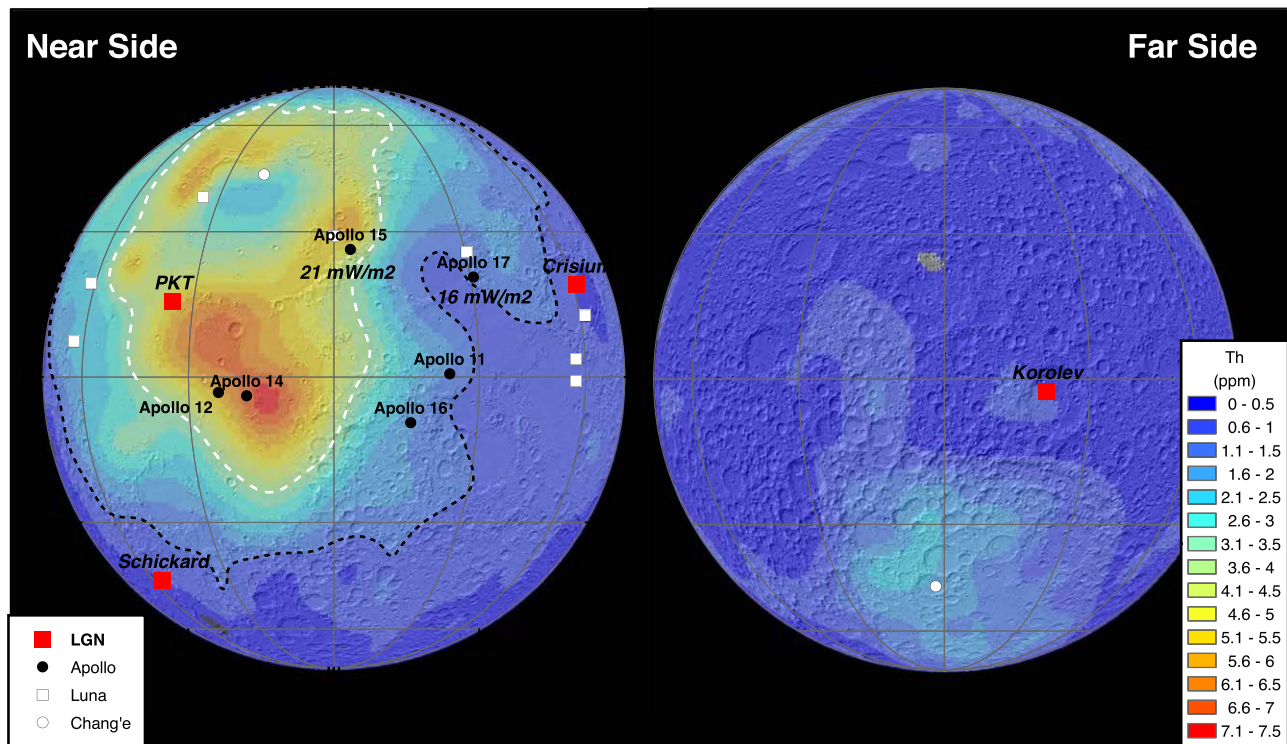 Near Side
Far Side
Apollo 15
21 mW/m2
Apollo 17
16 mW/m2
Crisium
PKT
Apollo 11
Apollo 14
Apollo 12
Apollo 16
Schickard
Korolev
LGN
Apollo
Luna
Chang'e
Th
(ppm)
0 - 0.5
0.6 - 1
1.1 - 1.5
1.6 - 2
2.1 - 2.5
2.6 - 3
3.1 - 3.5
3.6 - 4
4.1 - 4.5
4.6 - 5
5.1 - 5.5
5.6 - 6
6.1 - 6.5
6.6 - 7
7.1 - 7.5